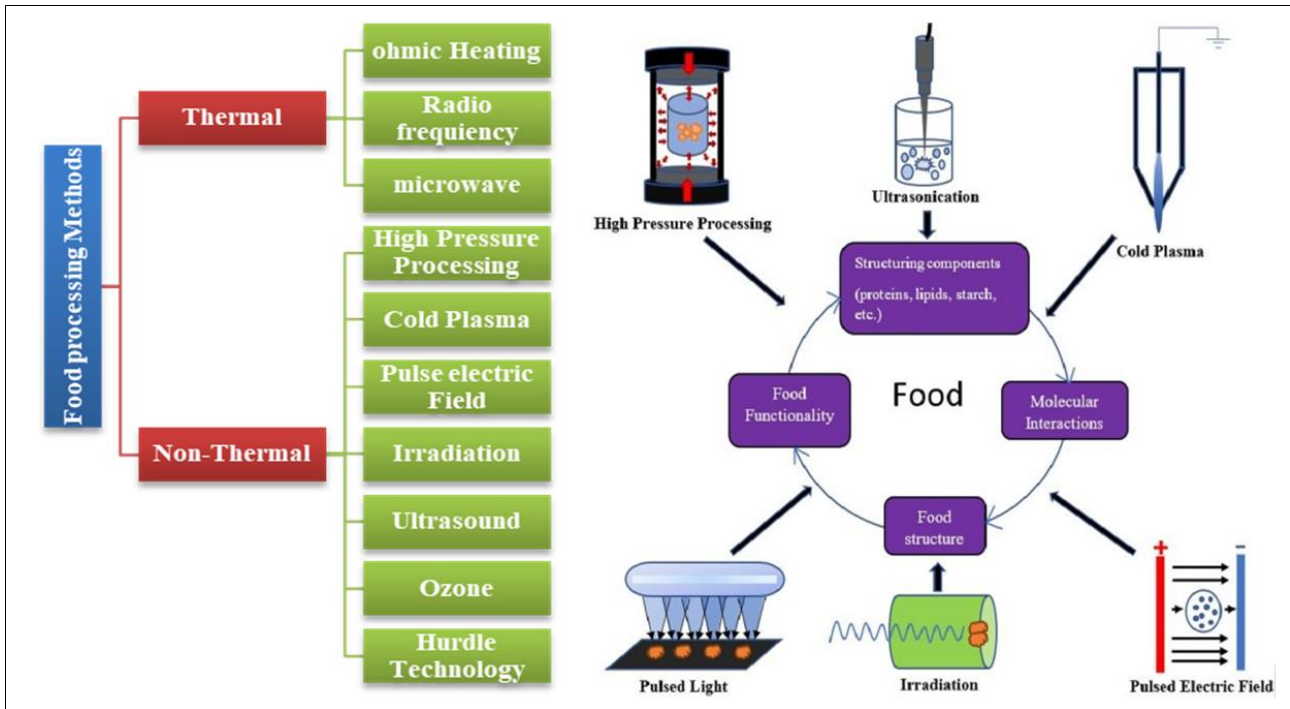 Food processing Methods
Thermal
Non-Thermal
ohmic Heating
Radio
frequiency
microwave
High Pressure
Processing
Cold Plasma
Pulse electric
Field
Irradiation
Ultrasound
Ozone
Hurdle
Technology
High Pressure Processing
Ultrasonication
Cold Plasma
Structuring components
(proteins, lipids, starch,
etc.)
Food
Functionality
Food
Molecular
Interactions
Food
structure
+
-
Pulsed Light
Irradiation
Pulsed Electric Field